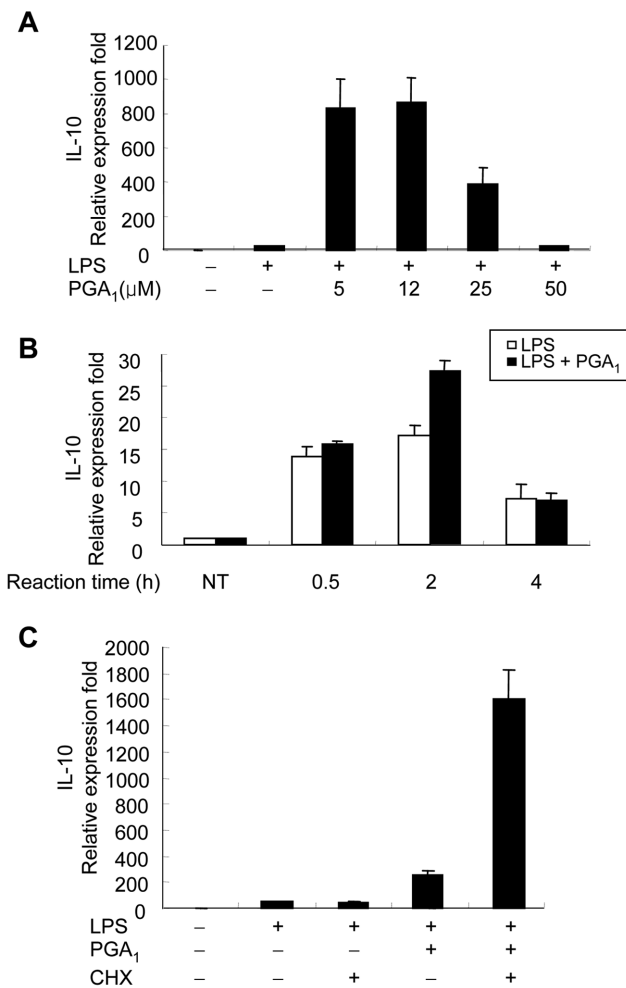 A
IL-10
Relative expression fold
1200
1000
800
600
400
200
0
LPS – + + + + +
PGA₁(μM) – – 5 12 25 50
B
LPS
LPS + PGA₁
IL-10
Relative expression fold
30
25
20
15
10
5
0
Reaction time (h) NT 0.5 2 4
C
IL-10
Relative expression fold
2000
1800
1600
1400
1200
1000
800
600
400
200
0
LPS – + + + +
PGA₁ – – – + +
CHX – – + – +